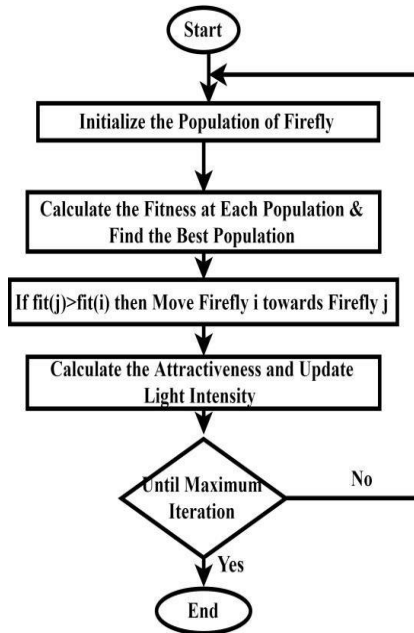 Start
Initialize the Population of Firefly
Calculate the Fitness at Each Population &
Find the Best Population
If fit(j)>fit(i) then Move Firefly i towards Firefly j
Calculate the Attractiveness and Update
Light Intensity
Until Maximum
Iteration
No
Yes
End